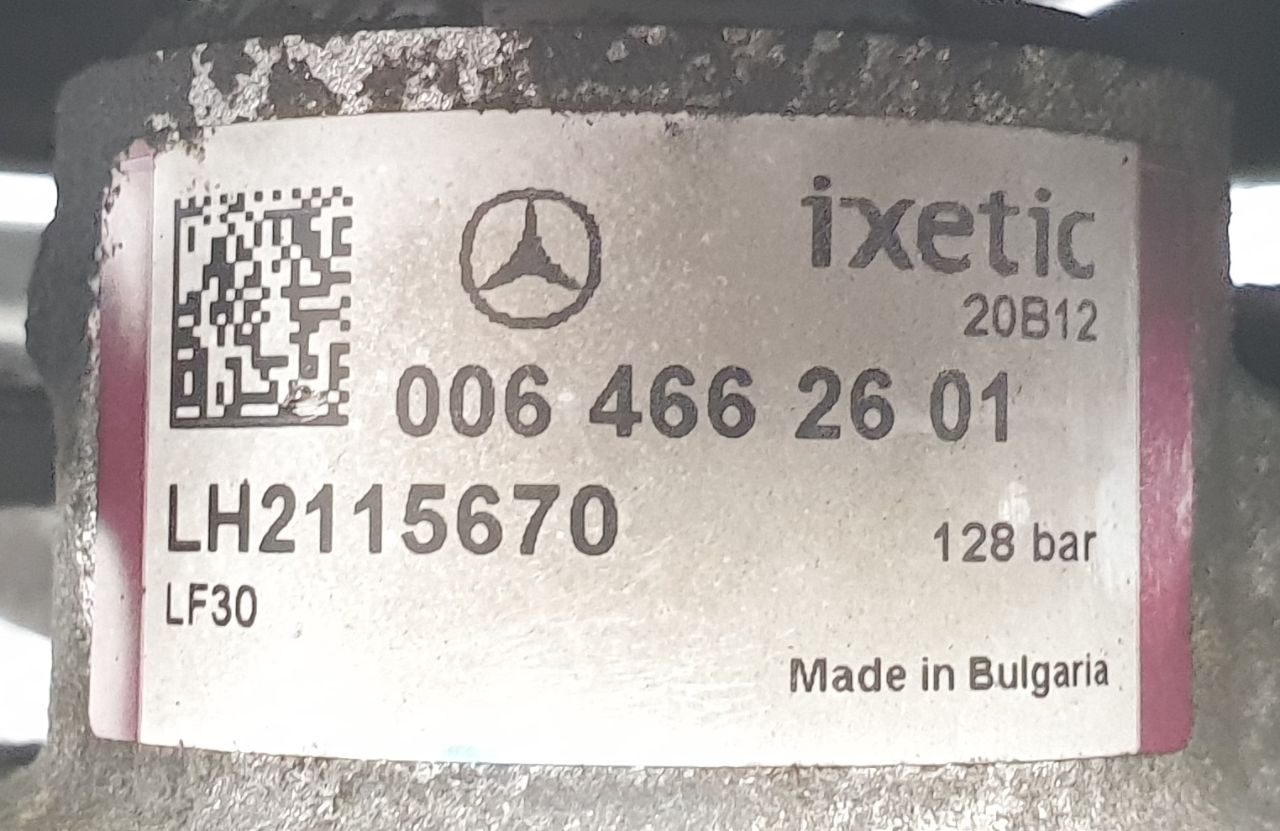 ixetic
20B12
006 466 26 01
LH2115670
128 bar
LF30
Made in Bulgaria